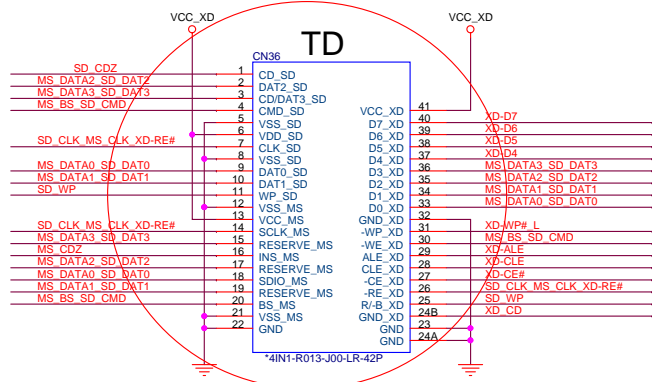 VCC_XD
VCC_XD
TD
CN36
SD_CDZ 1 CD_SD
MS_DATA2_SD_DAT2 2 DAT2_SD
MS_DATA3_SD_DAT3 3 CD/DAT3_SD
MS_BS_SD_CMD 4 CMD_SD VCC_XD 41
5 VSS_SD D7_XD 40 XD-D7
6 VDD_SD D6_XD 39 XD-D6
SD_CLK_MS_CLK_XD-RE# 7 CLK_SD D5_XD 38 XD-D5
8 VSS_SD D4_XD 37 XD-D4
MS_DATA0_SD_DAT0 9 DAT0_SD D3_XD 36 MS_DATA3_SD_DAT3
MS_DATA1_SD_DAT1 10 DAT1_SD D2_XD 35 MS_DATA2_SD_DAT2
SD_WP 11 WP_SD D1_XD 34 MS_DATA1_SD_DAT1
12 VSS_MS D0_XD 33 MS_DATA0_SD_DAT0
13 VCC_MS GND_XD 32
SD_CLK_MS_CLK_XD-RE# 14 SCLK_MS -WP_XD 31 XD-WP#_L
MS_DATA3_SD_DAT3 15 RESERVE_MS -WE_XD 30 MS_BS_SD_CMD
MS_CDZ 16 INS_MS ALE_XD 29 XD-ALE
MS_DATA2_SD_DAT2 17 RESERVE_MS CLE_XD 28 XD-CLE
MS_DATA0_SD_DAT0 18 SDIO_MS -CE_XD 27 XD-CE#
MS_DATA1_SD_DAT1 19 RESERVE_MS -RE_XD 26 SD_CLK_MS_CLK_XD-RE#
MS_BS_SD_CMD 20 BS_MS R/-B_XD 25 SD_WP
21 VSS_MS GND_XD 24B XD_CD
22 GND GND 23
GND 24A
*4IN1-R013-J00-LR-42P